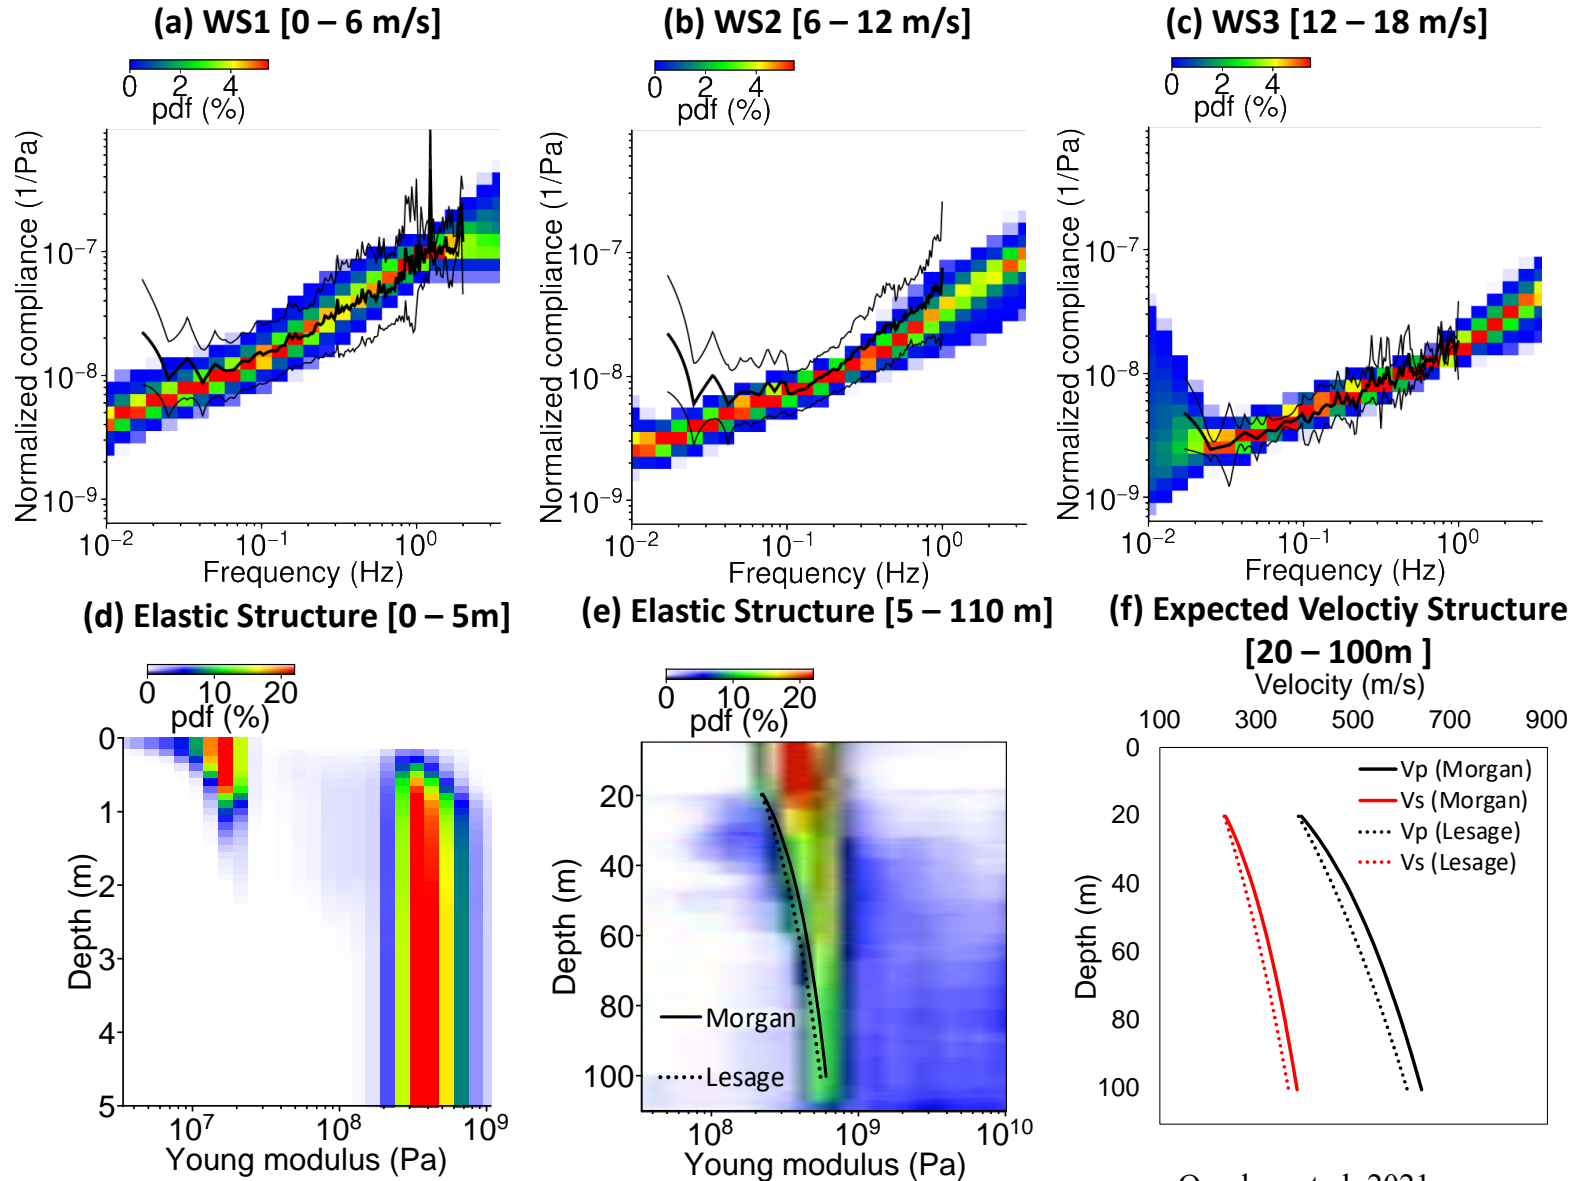 (a) WS1 [0 – 6 m/s]
0 2 4
pdf (%)
Normalized compliance (1/Pa)
10⁻⁷
10⁻⁸
10⁻⁹
10⁻² 10⁻¹ 10⁰
Frequency (Hz)
(b) WS2 [6 – 12 m/s]
0 2 4
pdf (%)
Normalized compliance (1/Pa)
10⁻⁷
10⁻⁸
10⁻⁹
10⁻² 10⁻¹ 10⁰
Frequency (Hz)
(c) WS3 [12 – 18 m/s]
0 2 4
pdf (%)
Normalized compliance (1/Pa)
10⁻⁷
10⁻⁸
10⁻⁹
10⁻² 10⁻¹ 10⁰
Frequency (Hz)
(d) Elastic Structure [0 – 5m]
0 10 20
pdf (%)
Depth (m)
0
1
2
3
4
5
10⁷ 10⁸ 10⁹
Young modulus (Pa)
(e) Elastic Structure [5 – 110 m]
0 10 20
pdf (%)
Depth (m)
20
40
60
80
100
Morgan
Lesage
10⁸ 10⁹ 10¹⁰
Young modulus (Pa)
(f) Expected Veloctiy Structure
[20 – 100m ]
Velocity (m/s)
100 300 500 700 900
Depth (m)
0
20
40
60
80
100
Vp (Morgan)
Vs (Morgan)
Vp (Lesage)
Vs (Lesage)